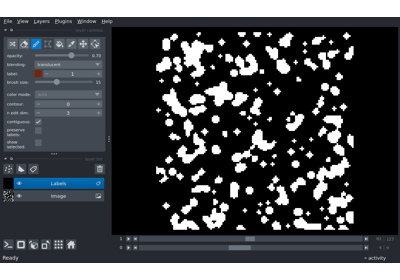 File View Layers Plugins Window Help
opacity: 0.70
blending: translucent
label: 1
brush size: 10
color mode: auto
contour: 0
n edit dim: 3
contiguous:
preserve labels:
show selected:
Labels
Image
Ready
activity